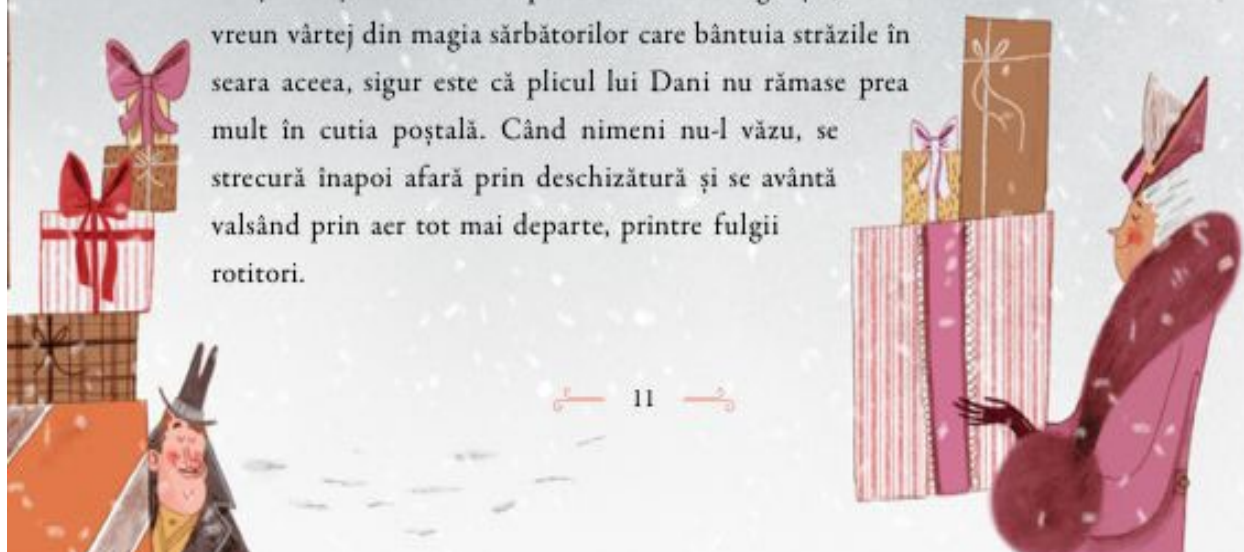 vreun vârtej din magia sărbătorilor care bântuia străzile în
seara aceea, sigur este că plicul lui Dani nu rămase prea
mult în cutia poștală. Când nimeni nu-l văzu, se
strecură înapoi afară prin deschizătură și se avântă
valsând prin aer tot mai departe, printre fulgii
rotitori.
11